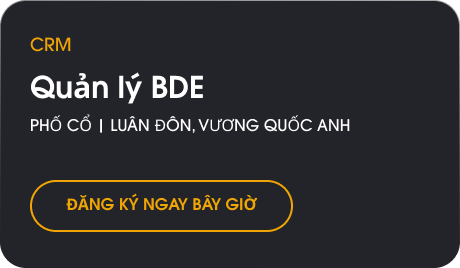 CRM
Quản lý BDE
PHỐ CỔ | LUÂN ĐÔN, VƯƠNG QUỐC ANH
ĐĂNG KÝ NGAY BÂY GIỜ